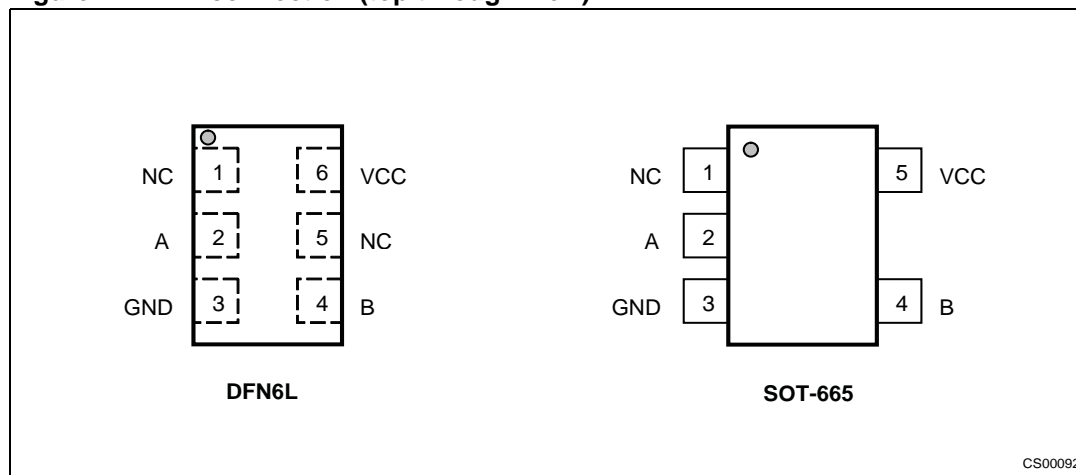 NC 1 6 VCC
A 2 5 NC
GND 3 4 B
DFN6L
NC 1 5 VCC
A 2
GND 3 4 B
SOT-665
CS00092